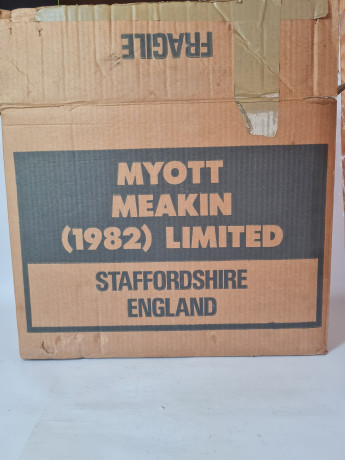 FRAGILE
MYOTT
MEAKIN
(1982) LIMITED
STAFFORDSHIRE
ENGLAND